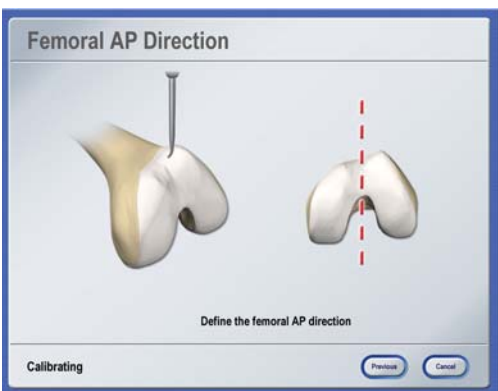 Femoral AP Direction
Define the femoral AP direction
Calibrating
Previous
Cancel